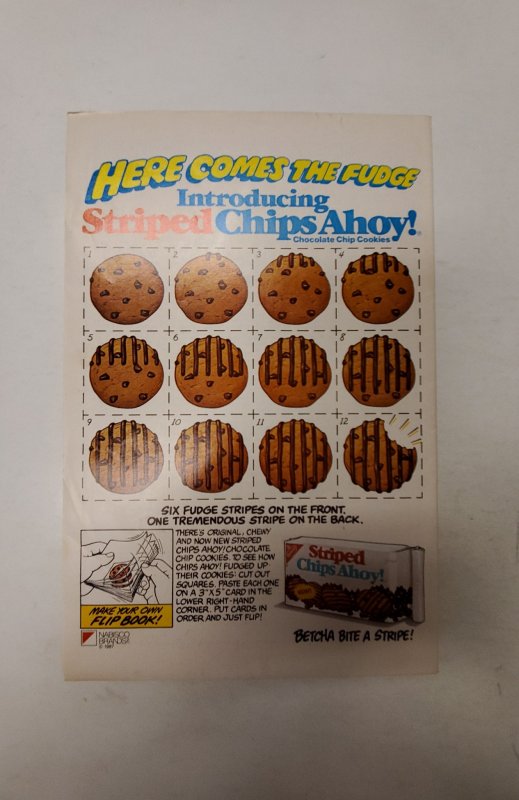 HERE COMES THE FUDGE
Introducing
Striped Chips Ahoy!®
Chocolate Chip Cookies
1
2
3
4
5
6
7
8
9
10
11
12
SIX FUDGE STRIPES ON THE FRONT.
ONE TREMENDOUS STRIPE ON THE BACK.
THERE'S ORIGINAL, CHEWY
AND NOW NEW STRIPED
CHIPS AHOY! CHOCOLATE
CHIP COOKIES. TO SEE HOW
CHIPS AHOY! FUDGED UP
THEIR COOKIES: CUT OUT
SQUARES. PASTE EACH ONE
ON A 3"X5" CARD IN THE
LOWER RIGHT-HAND
CORNER. PUT CARDS IN
ORDER AND JUST FLIP!
MAKE YOUR OWN
FLIP BOOK!
NABISCO
BRANDS
© 1987
Striped
Chips Ahoy!
BETCHA BITE A STRIPE!